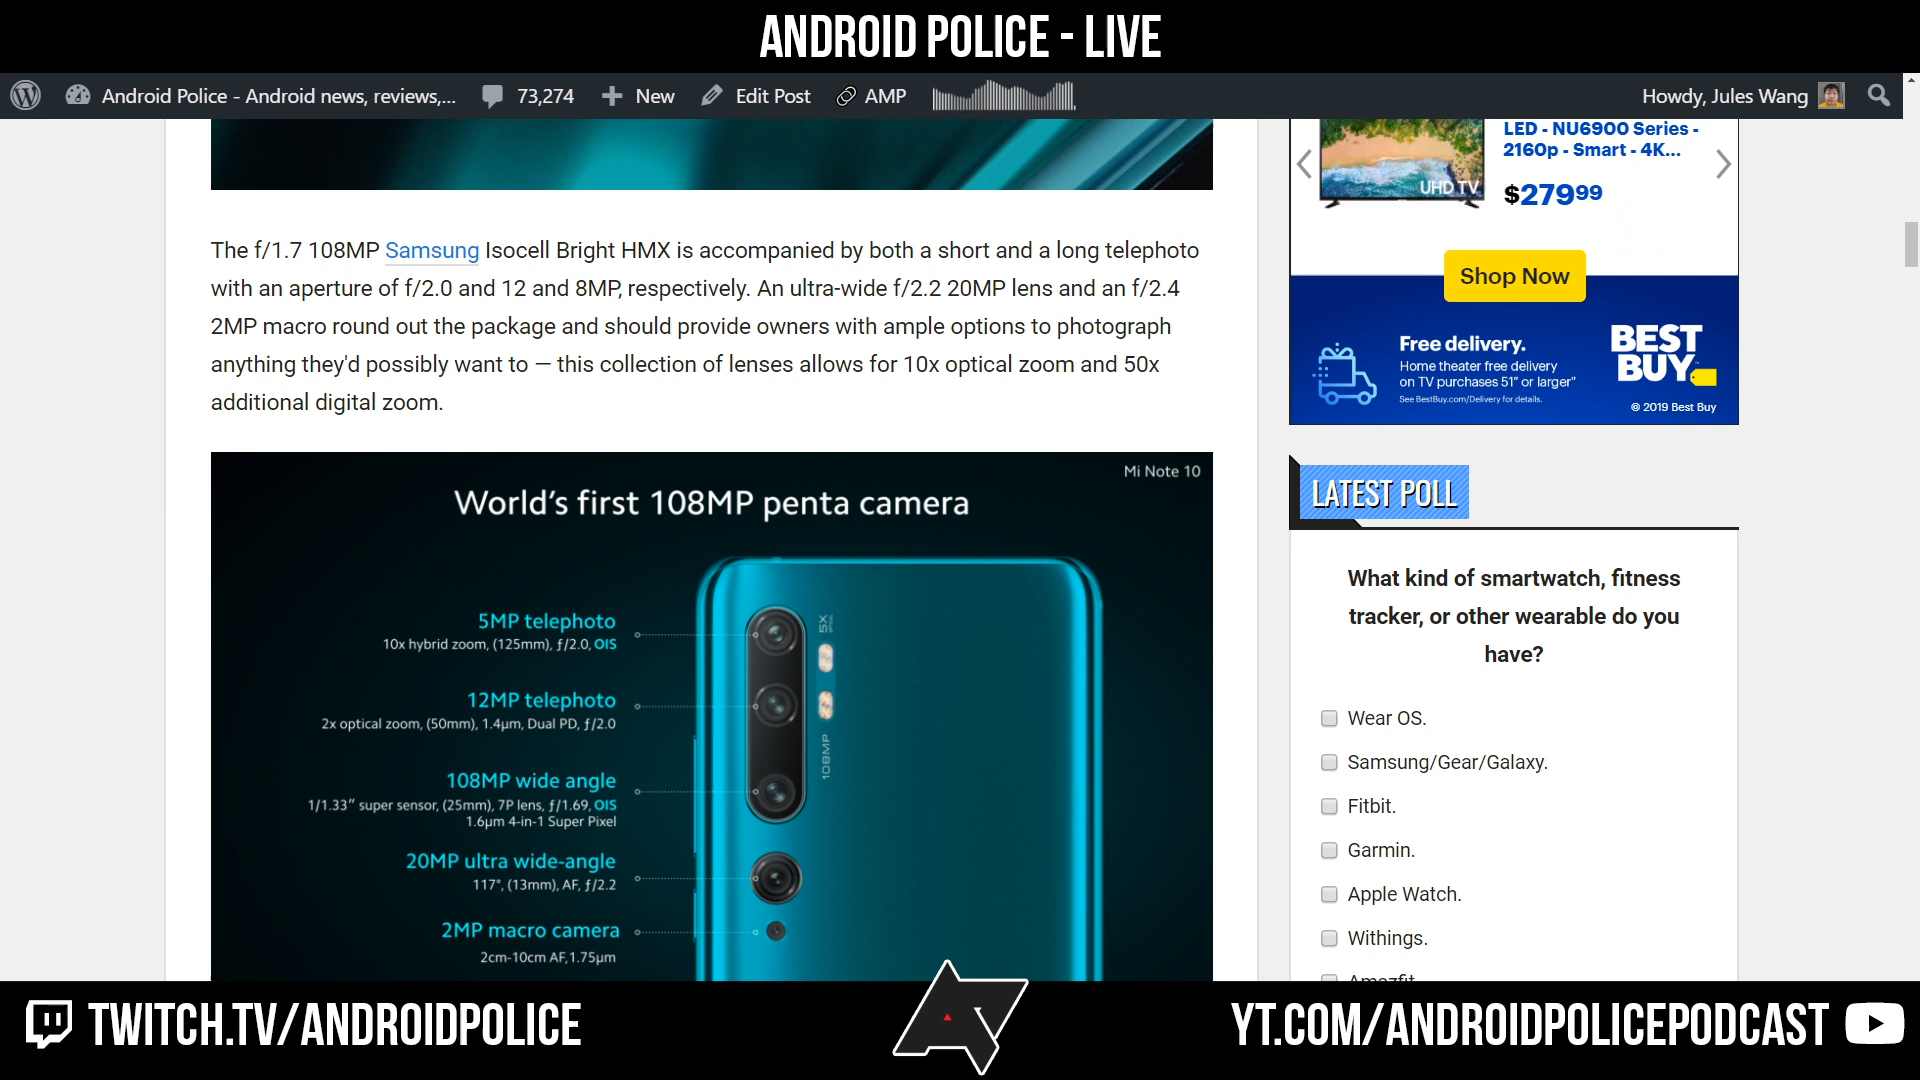 ANDROID POLICE - LIVE
Android Police - Android news, reviews,... 73,274 New Edit Post AMP Howdy, Jules Wang
The f/1.7 108MP Samsung Isocell Bright HMX is accompanied by both a short and a long telephoto
with an aperture of f/2.0 and 12 and 8MP, respectively. An ultra-wide f/2.2 20MP lens and an f/2.4
2MP macro round out the package and should provide owners with ample options to photograph
anything they'd possibly want to — this collection of lenses allows for 10x optical zoom and 50x
additional digital zoom.
Mi Note 10
World's first 108MP penta camera
5MP telephoto
10x hybrid zoom, (125mm), ƒ/2.0, OIS
12MP telephoto
2x optical zoom, (50mm), 1.4µm, Dual PD, ƒ/2.0
108MP wide angle
1/1.33” super sensor, (25mm), 7P lens, ƒ/1.69, OIS
1.6µm 4-in-1 Super Pixel
20MP ultra wide-angle
117°, (13mm), AF, ƒ/2.2
2MP macro camera
2cm-10cm AF,1.75µm
5X
108MP
LED - NU6900 Series -
2160p - Smart - 4K...
UHD TV
$27999
Shop Now
Free delivery.
Home theater free delivery
on TV purchases 51” or larger”
See BestBuy.com/Delivery for details.
BEST
BUY
© 2019 Best Buy
LATEST POLL
What kind of smartwatch, fitness
tracker, or other wearable do you
have?
Wear OS.
Samsung/Gear/Galaxy.
Fitbit.
Garmin.
Apple Watch.
Withings.
Amazfit.
TWITCH.TV/ANDROIDPOLICE
YT.COM/ANDROIDPOLICEPODCAST